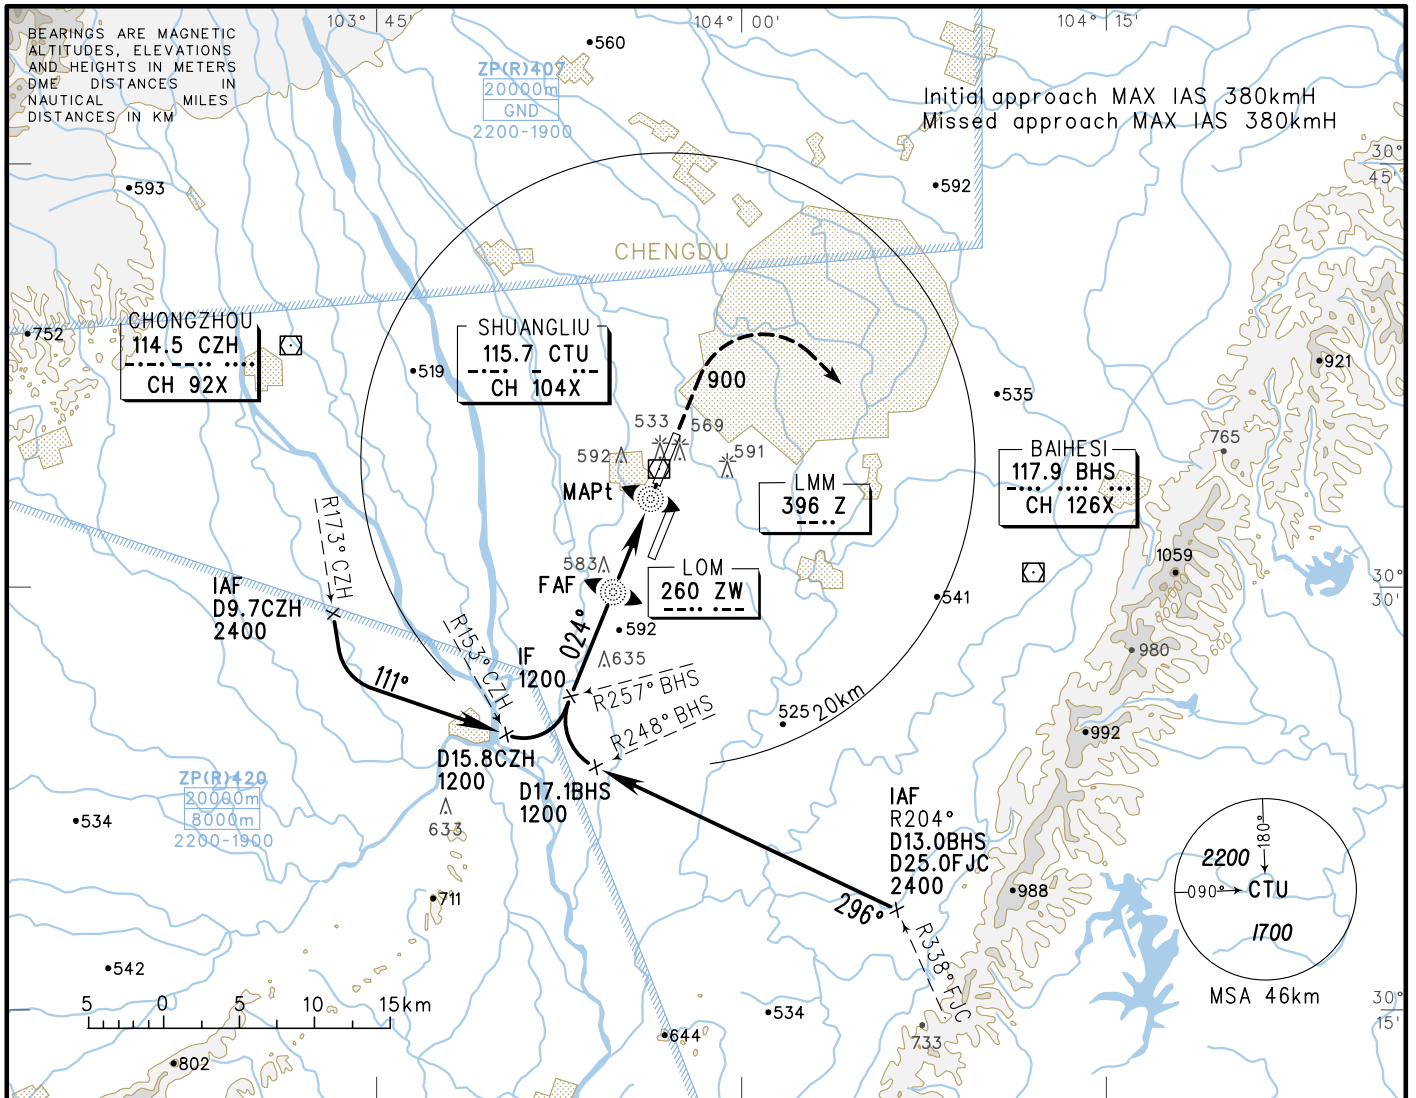 103° 45'
104° 00'
104° 15'
BEARINGS ARE MAGNETIC
ALTITUDES, ELEVATIONS
AND HEIGHTS IN METERS
DME DISTANCES IN
NAUTICAL MILES
DISTANCES IN KM
560
ZP(R)407
20000m
GND
2200-1900
Initial approach MAX IAS 380kmH
Missed approach MAX IAS 380kmH
30°
45'
593
592
CHENGDU
752
CHONGZHOU
114.5 CZH
CH 92X
SHUANGLIU
115.7 CTU
CH 104X
519
900
921
535
533
569
592
591
765
BAIHESI
117.9 BHS
CH 126X
MAPt
LMM
396 Z
R173° CZH
583
1059
IAF
D9.7CZH
2400
FAF
LOM
260 ZW
30°
30'
541
R153° CZH
024°
592
IF
1200
635
980
111°
R257° BHS
R248° BHS
525
20km
992
D15.8CZH
1200
D17.1BHS
1200
ZP(R)420
20000m
8000m
2200-1900
534
633
IAF
R204°
D13.0BHS
D25.0FJC
2400
180°
2200
090°
CTU
1700
MSA 46km
711
296°
988
R338° FJC
542
5 0 5 10 15km
534
644
733
30°
15'
802